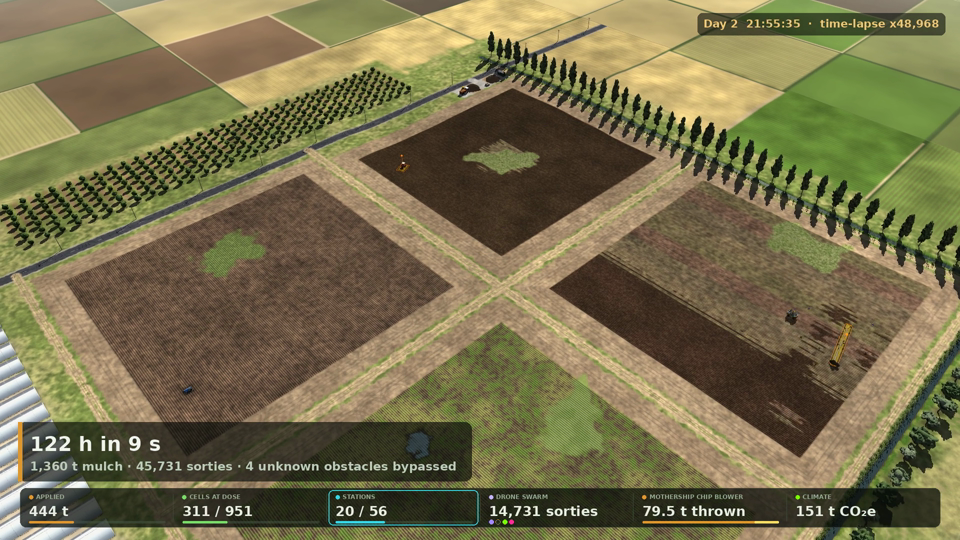 Day 2 21:55:35 · time-lapse x48,968
122 h in 9 s
1,360 t mulch · 45,731 sorties · 4 unknown obstacles bypassed
APPLIED
444 t
CELLS AT DOSE
311 / 951
STATIONS
20 / 56
DRONE SWARM
14,731 sorties
MOTHERSHIP CHIP BLOWER
79.5 t thrown
CLIMATE
151 t CO₂e